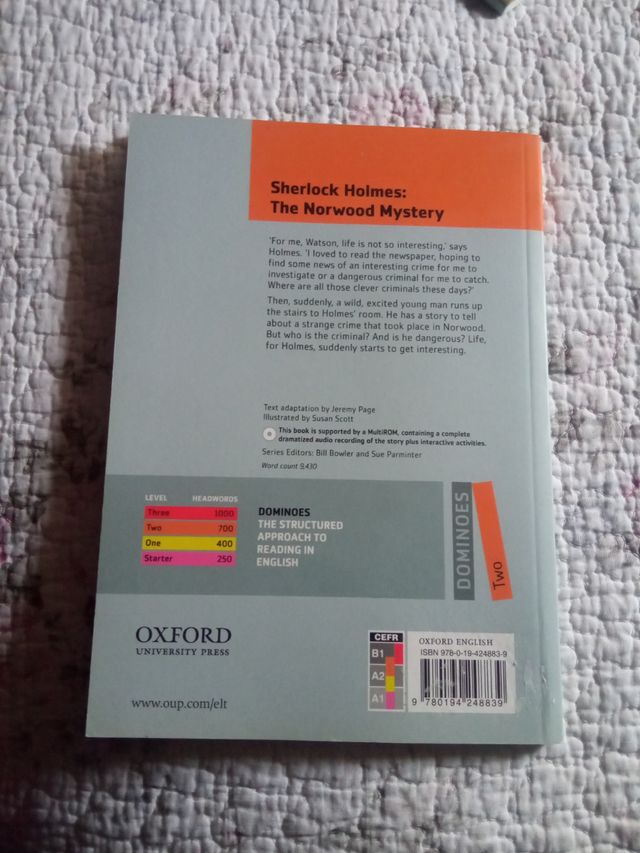 Sherlock Holmes:
The Norwood Mystery
'For me, Watson, life is not so interesting,' says
Holmes. 'I loved to read the newspaper, hoping to
find some news of an interesting crime for me to
investigate or a dangerous criminal for me to catch.
Where are all those clever criminals these days?'
Then, suddenly, a wild, excited young man runs up
the stairs to Holmes' room. He has a story to tell
about a strange crime that took place in Norwood.
But who is the criminal? And is he dangerous? Life,
for Holmes, suddenly starts to get interesting.
Text adaptation by Jeremy Page
Illustrated by Susan Scott
This book is supported by a MultiROM, containing a complete
dramatized audio recording of the story plus interactive activities.
Series Editors: Bill Bowler and Sue Parminter
Word count 9,430
LEVEL HEADWORDS
Three 1000
Two 700
One 400
Starter 250
DOMINOES
THE STRUCTURED
APPROACH TO
READING IN
ENGLISH
DOMINOES
Two
OXFORD
UNIVERSITY PRESS
www.oup.com/elt
CEFR
B1
A2
A1
OXFORD ENGLISH
ISBN 978-0-19-424883-9
9 780194 248839